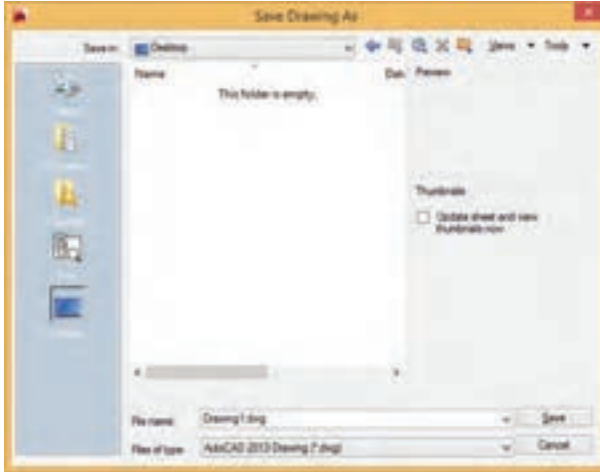 Save Drawing As
Save in: Desktop Views Tools
Name Date Preview
This folder is empty.
Thumbnails
Update sheet and view
thumbnails now
File name: Drawing1.dwg Save
Files of type: AutoCAD 2013 Drawing (*.dwg) Cancel